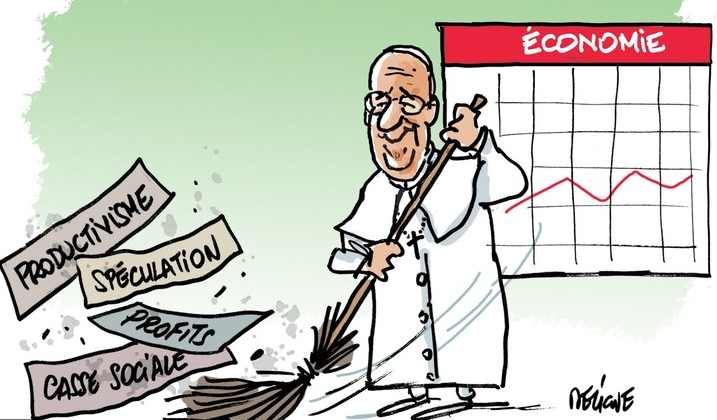 ÉCONOMIE
PRODUCTIVISME
SPÉCULATION
PROFITS
CASSE SOCIALE
DELIGNE